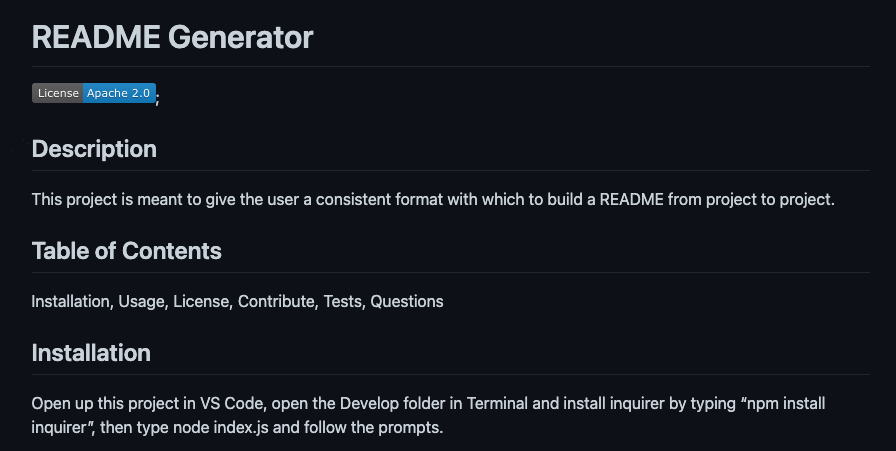 README Generator
License Apache 2.0;
Description
This project is meant to give the user a consistent format with which to build a README from project to project.
Table of Contents
Installation, Usage, License, Contribute, Tests, Questions
Installation
Open up this project in VS Code, open the Develop folder in Terminal and install inquirer by typing “npm install
inquirer”, then type node index.js and follow the prompts.